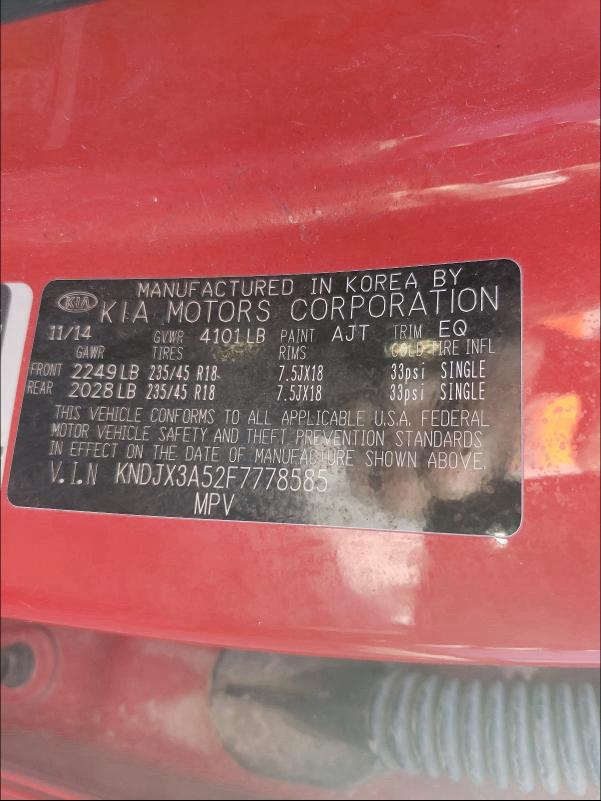 KIA MANUFACTURED IN KOREA BY
KIA MOTORS CORPORATION
11/14 GVWR 4101LB PAINT AJT TRIM EQ
GAWR TIRES RIMS COLD TIRE INFL
FRONT 2249LB 235/45 R18 7.5JX18 33psi SINGLE
REAR 2028LB 235/45 R18 7.5JX18 33psi SINGLE
THIS VEHICLE CONFORMS TO ALL APPLICABLE U.S.A. FEDERAL
MOTOR VEHICLE SAFETY AND THEFT PREVENTION STANDARDS
IN EFFECT ON THE DATE OF MANUFACTURE SHOWN ABOVE.
V.I.N KNDJX3A52F7778585
MPV